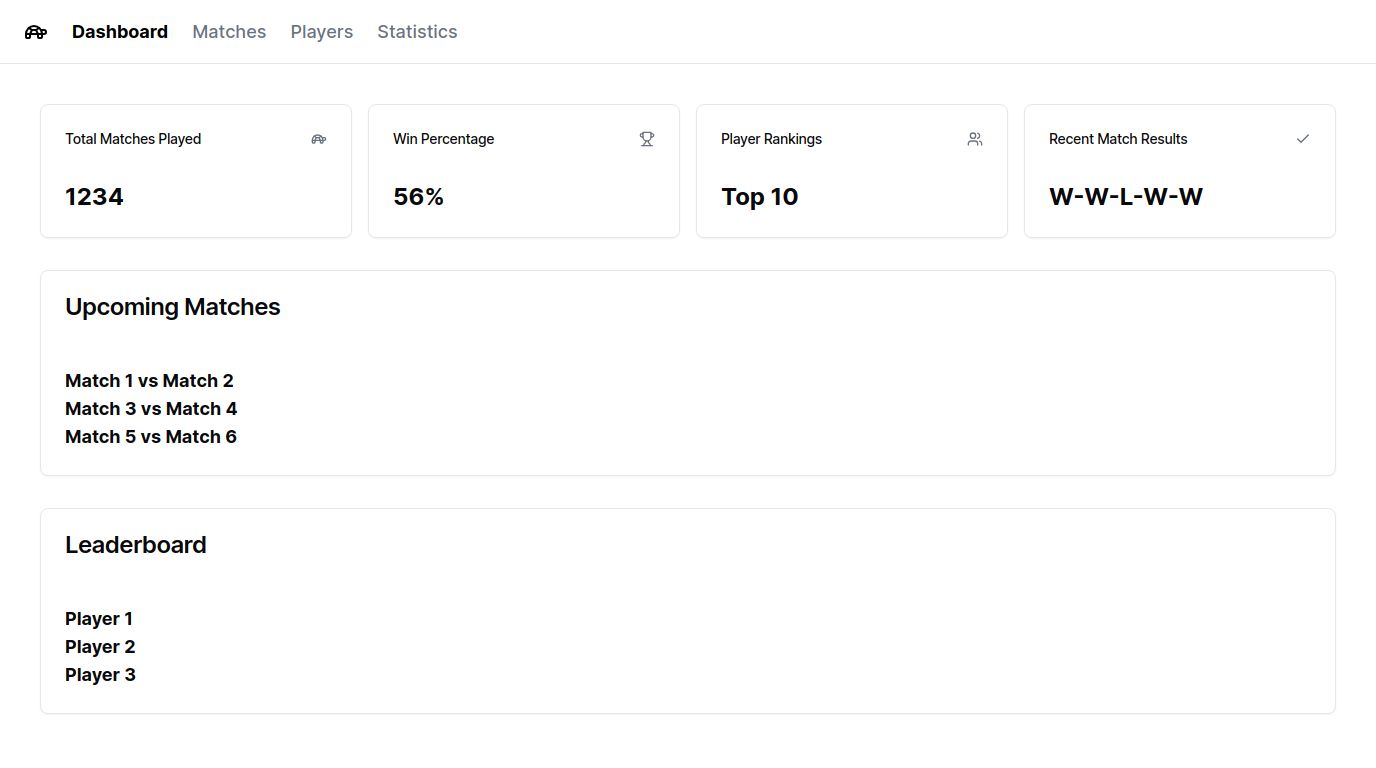 Dashboard Matches Players Statistics
Total Matches Played
1234
Win Percentage
56%
Player Rankings
Top 10
Recent Match Results
W-W-L-W-W
Upcoming Matches
Match 1 vs Match 2
Match 3 vs Match 4
Match 5 vs Match 6
Leaderboard
Player 1
Player 2
Player 3